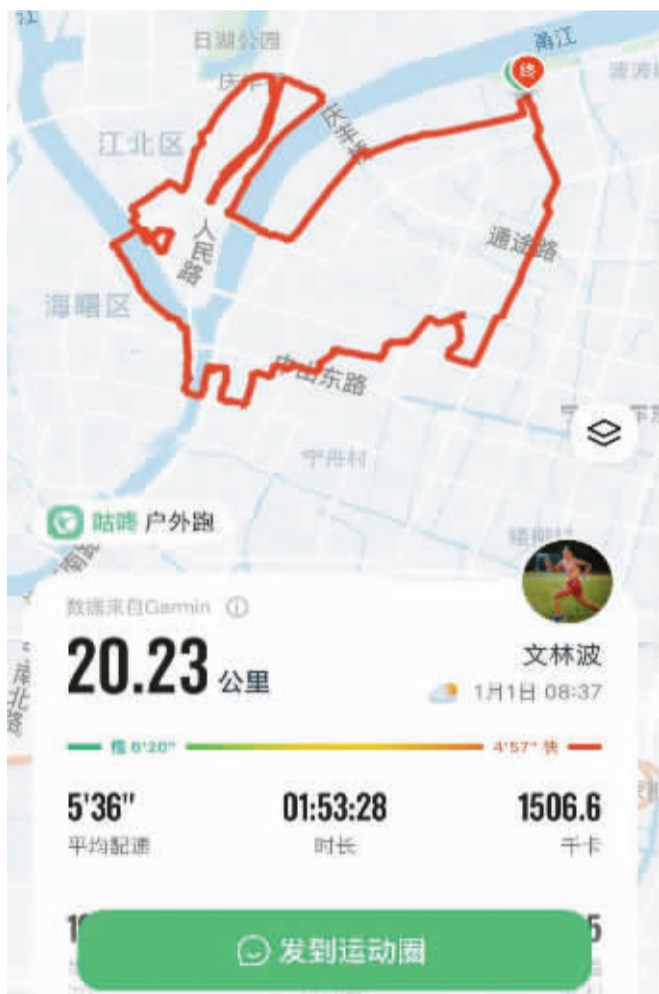 江
日湖公园
甬江
终
庆丰
江北区
庆丰桥
人民路
通途路
海曙区
中山东路
宁舟村
咕咚 户外跑
数据来自Garmin
20.23 公里
文林波
1月1日 08:37
慢 6'20"
4'57" 快
5'36"
01:53:28
1506.6
平均配速
时长
千卡
发到运动圈